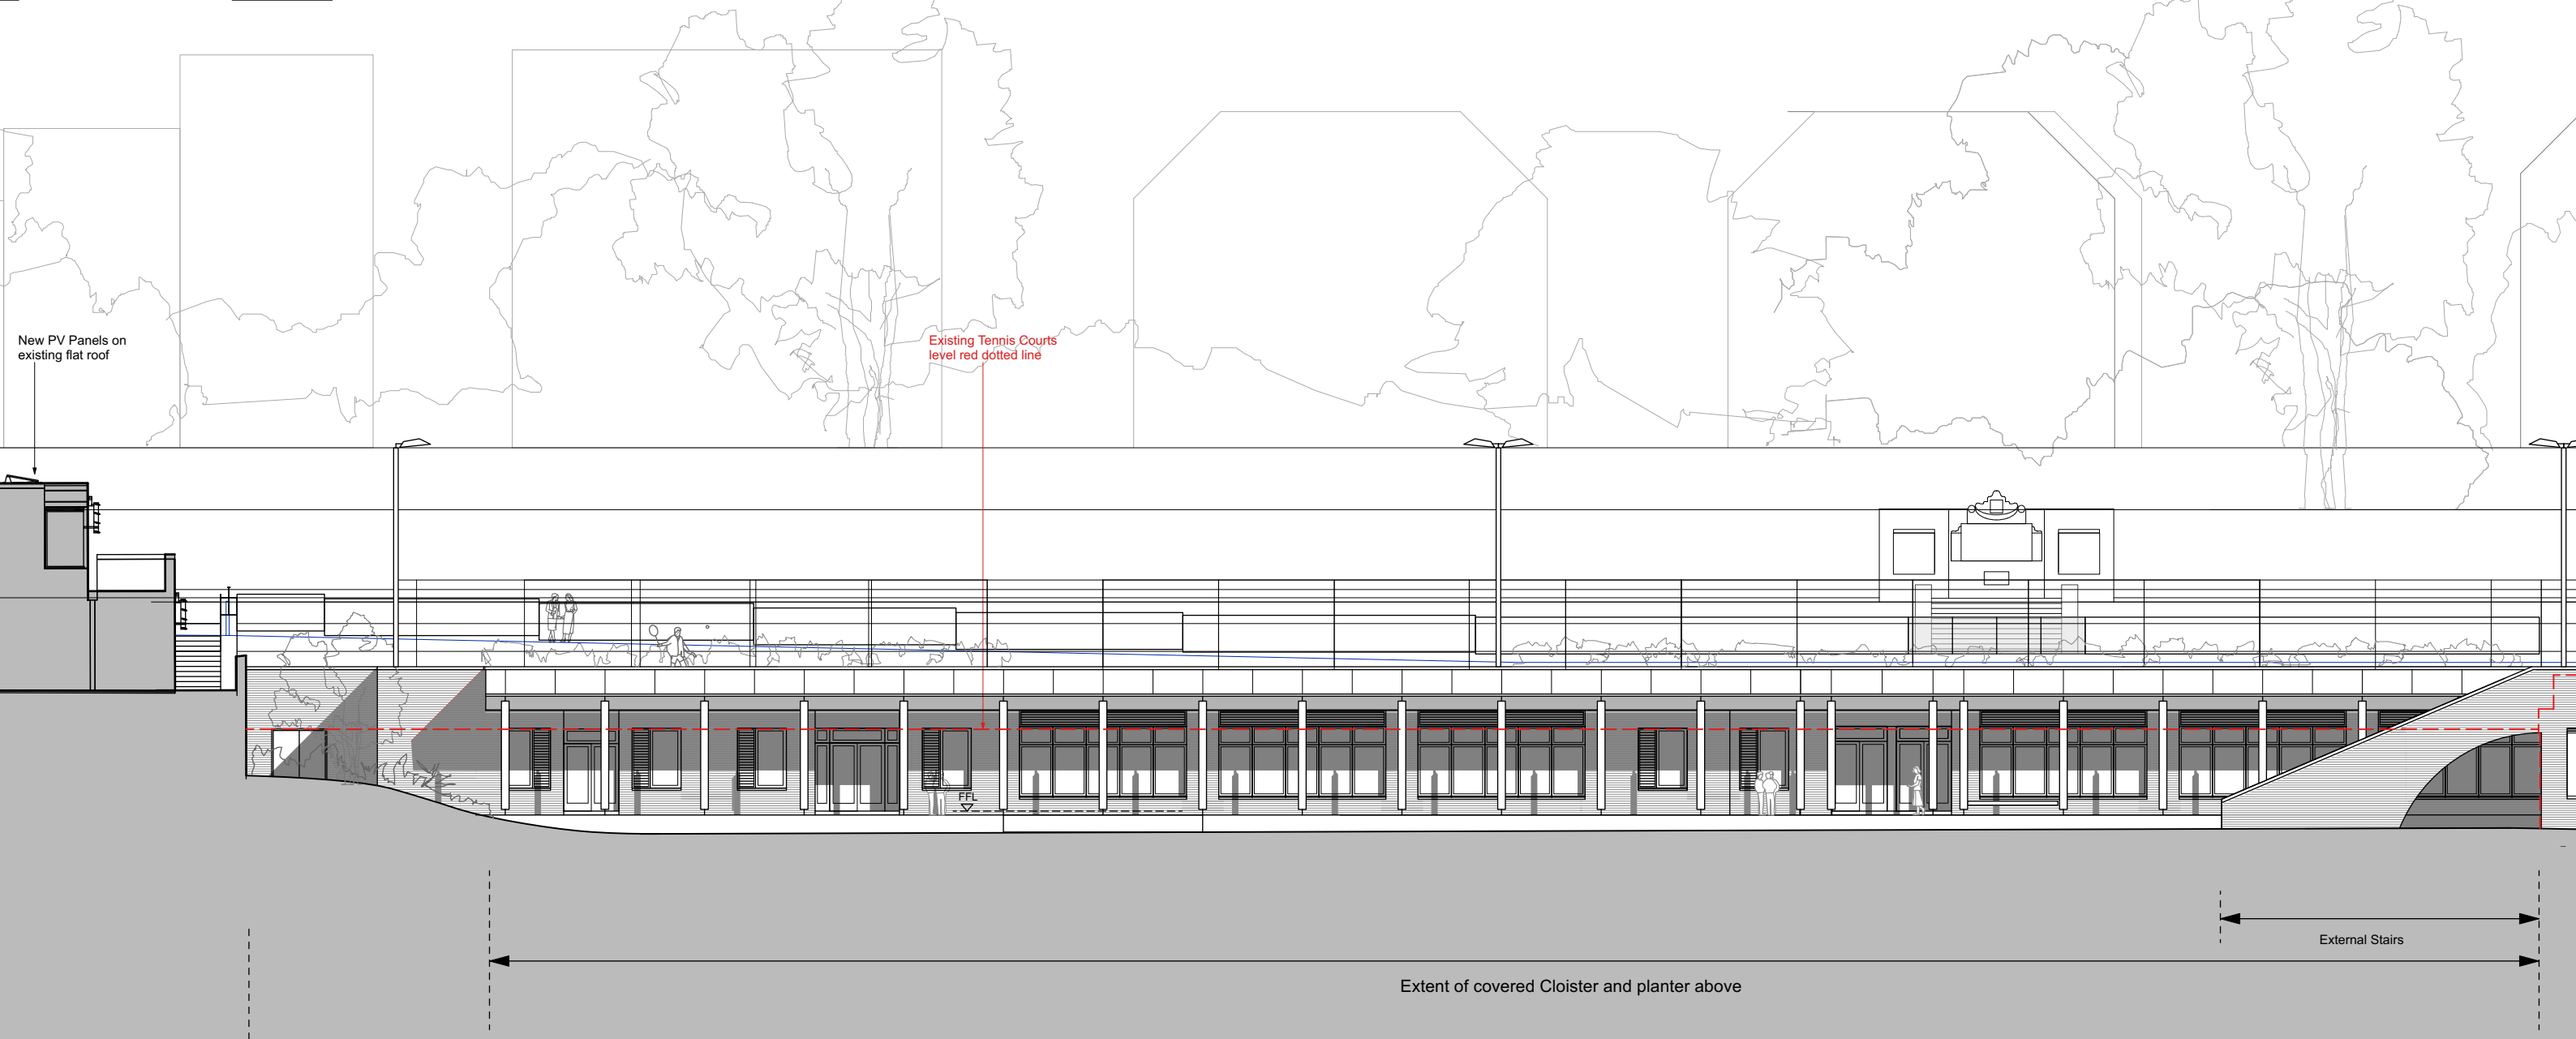 New PV Panels on
existing flat roof
Existing Tennis Courts
level red dotted line
FFL
External Stairs
Extent of covered Cloister and planter above